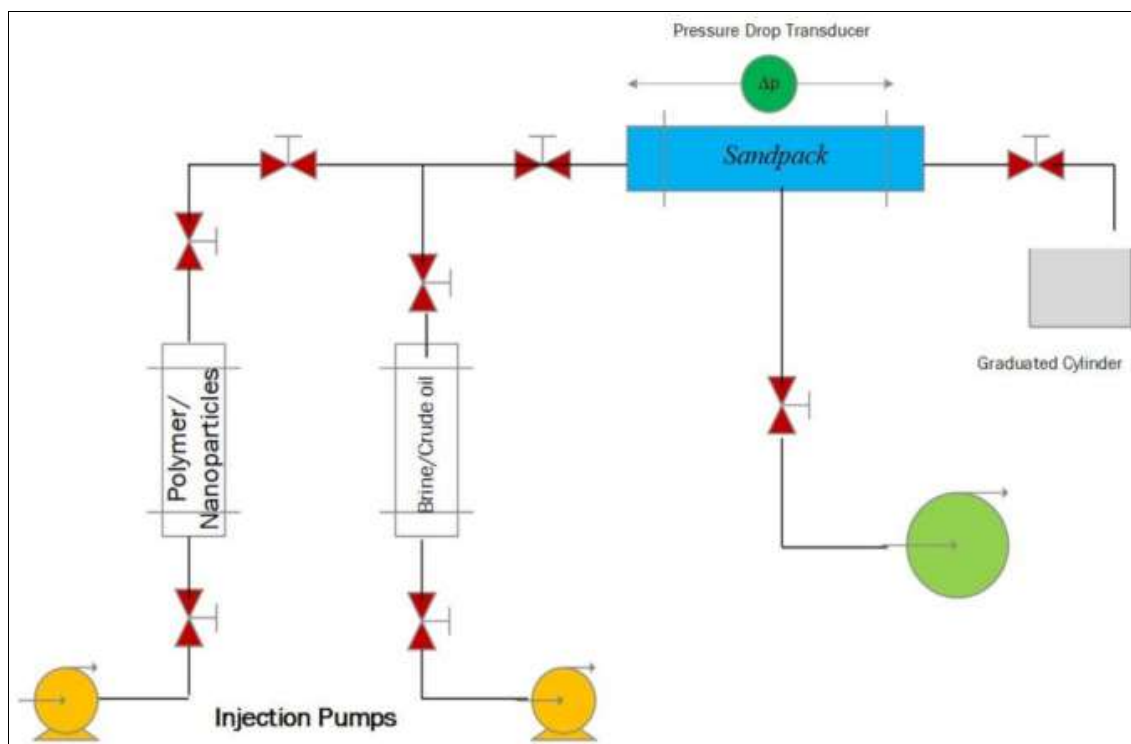 Pressure Drop Transducer
Δp
Sandpack
Graduated Cylinder
Polymer/
Nanoparticles
Brine/Crude oil
Injection Pumps